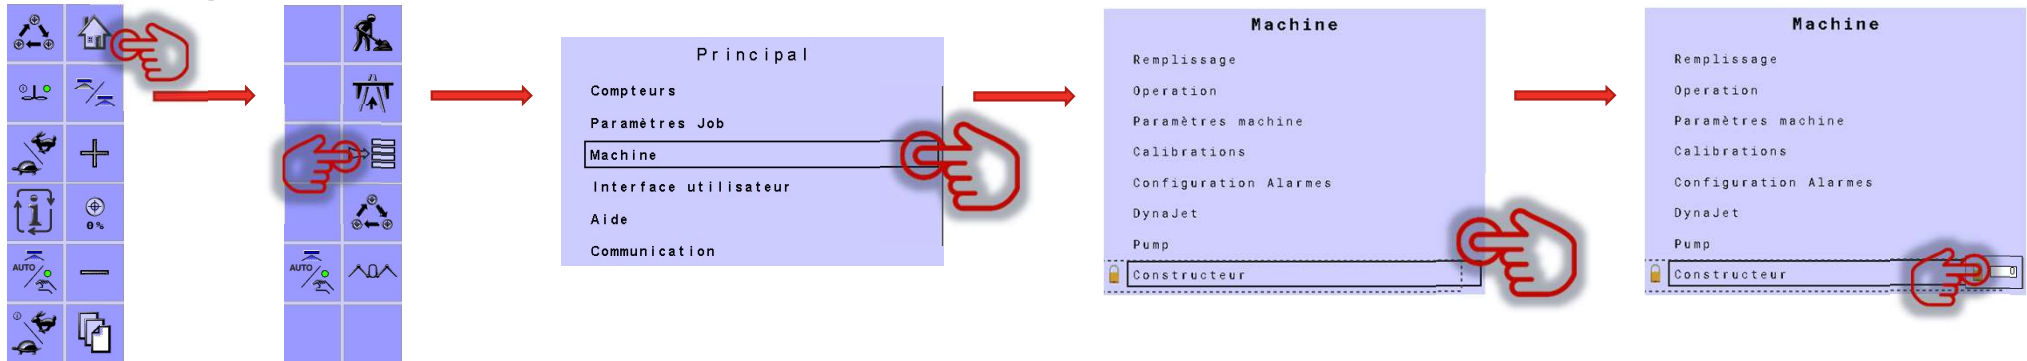 0%
AUTO
AUTO
Principal
Compteurs
Paramètres Job
Machine
Interface utilisateur
Aide
Communication
Machine
Remplissage
Operation
Paramètres machine
Calibrations
Configuration Alarmes
DynaJet
Pump
Constructeur
Machine
Remplissage
Operation
Paramètres machine
Calibrations
Configuration Alarmes
DynaJet
Pump
Constructeur
0